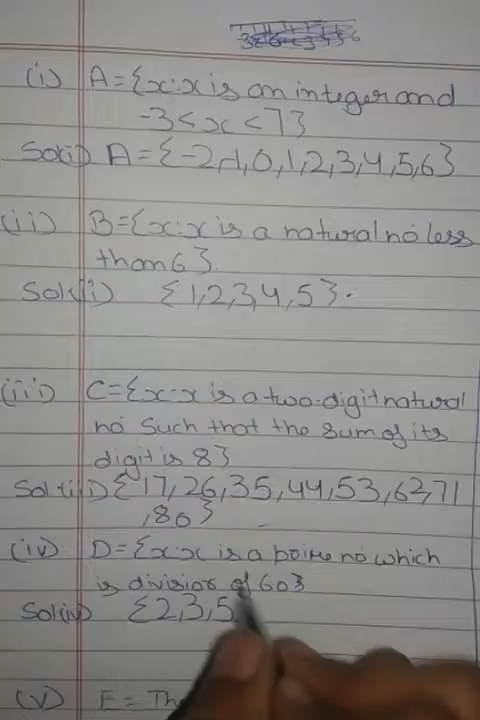 (i) A={x:x is an integer and
-3<x<7}
Sol(i) A={-2,-1,0,1,2,3,4,5,6}
(ii) B={x:x is a natural no less
than 6}
Sol(ii) {1,2,3,4,5}.
(iii) C={x:x is a two-digit natural
no such that the sum of its
digit is 8}
Sol(iii) {17,26,35,44,53,62,71
,80}
(iv) D={x:x is a prime no which
is divisior of 60}
Sol(iv) {2,3,5
(v) E = Th